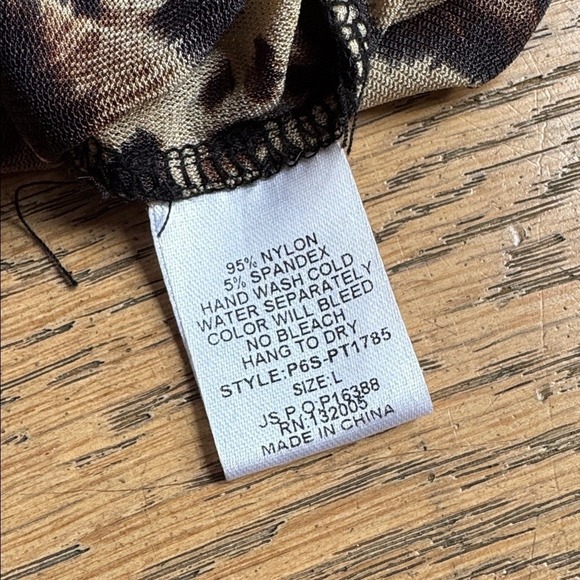 95% NYLON
5% SPANDEX
HAND WASH COLD
WATER SEPARATELY
COLOR WILL BLEED
NO BLEACH
HANG TO DRY
STYLE:P6S-PT1785
SIZE:L
JS P.O.P16388
RN:132005
MADE IN CHINA